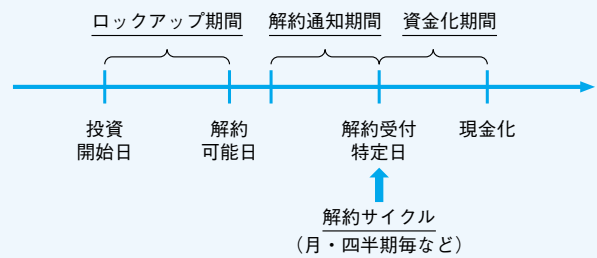 ロックアップ期間 解約通知期間 資金化期間
投資 解約 解約受付 現金化
開始日 可能日 特定日
解約サイクル
（月・四半期毎など）